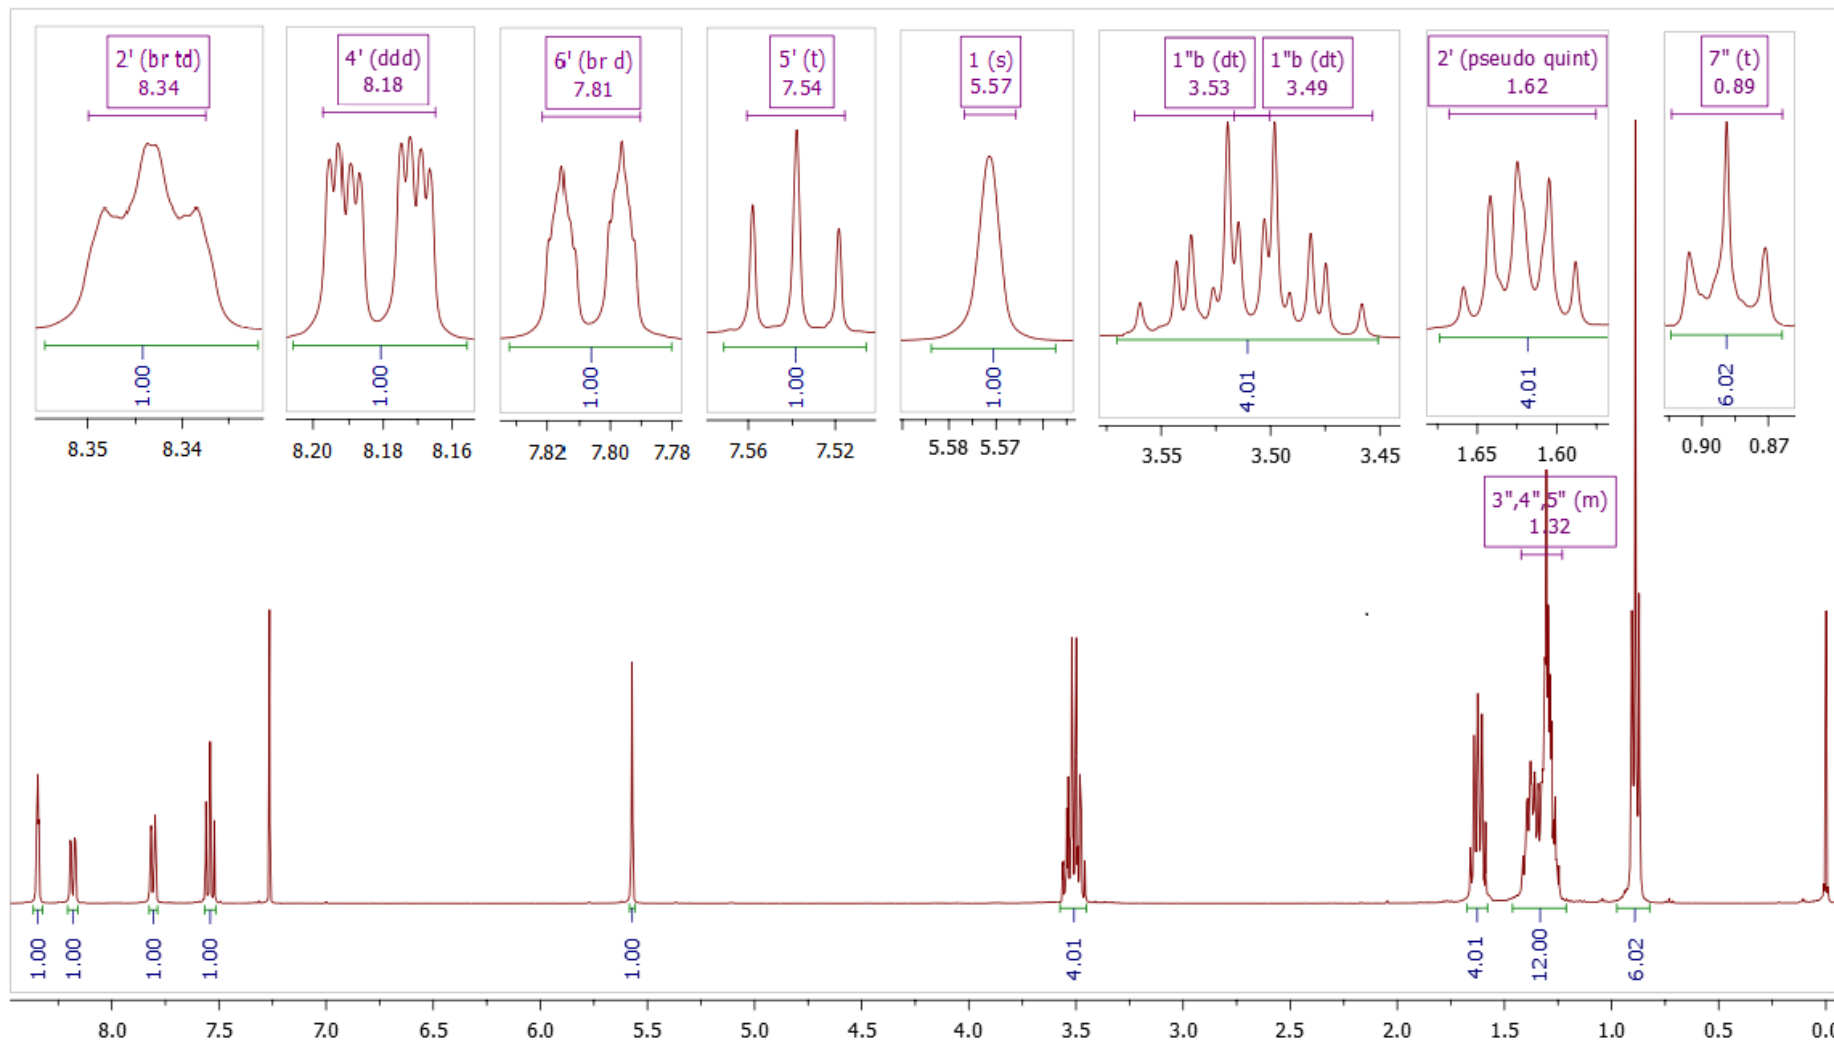 2' (br td)
8.34
4' (ddd)
8.18
6' (br d)
7.81
5' (t)
7.54
1 (s)
5.57
1"b (dt)
3.53
1"b (dt)
3.49
2' (pseudo quint)
1.62
7" (t)
0.89
1.00
1.00
1.00
1.00
1.00
4.01
4.01
6.02
8.35 8.34
8.20 8.18 8.16
7.82 7.80 7.78
7.56 7.52
5.58 5.57
3.55 3.50 3.45
1.65 1.60
0.90 0.87
3",4",5" (m)
1.32
1.00
1.00
1.00
1.00
1.00
4.01
4.01
12.00
6.02
8.0 7.5 7.0 6.5 6.0 5.5 5.0 4.5 4.0 3.5 3.0 2.5 2.0 1.5 1.0 0.5 0.0